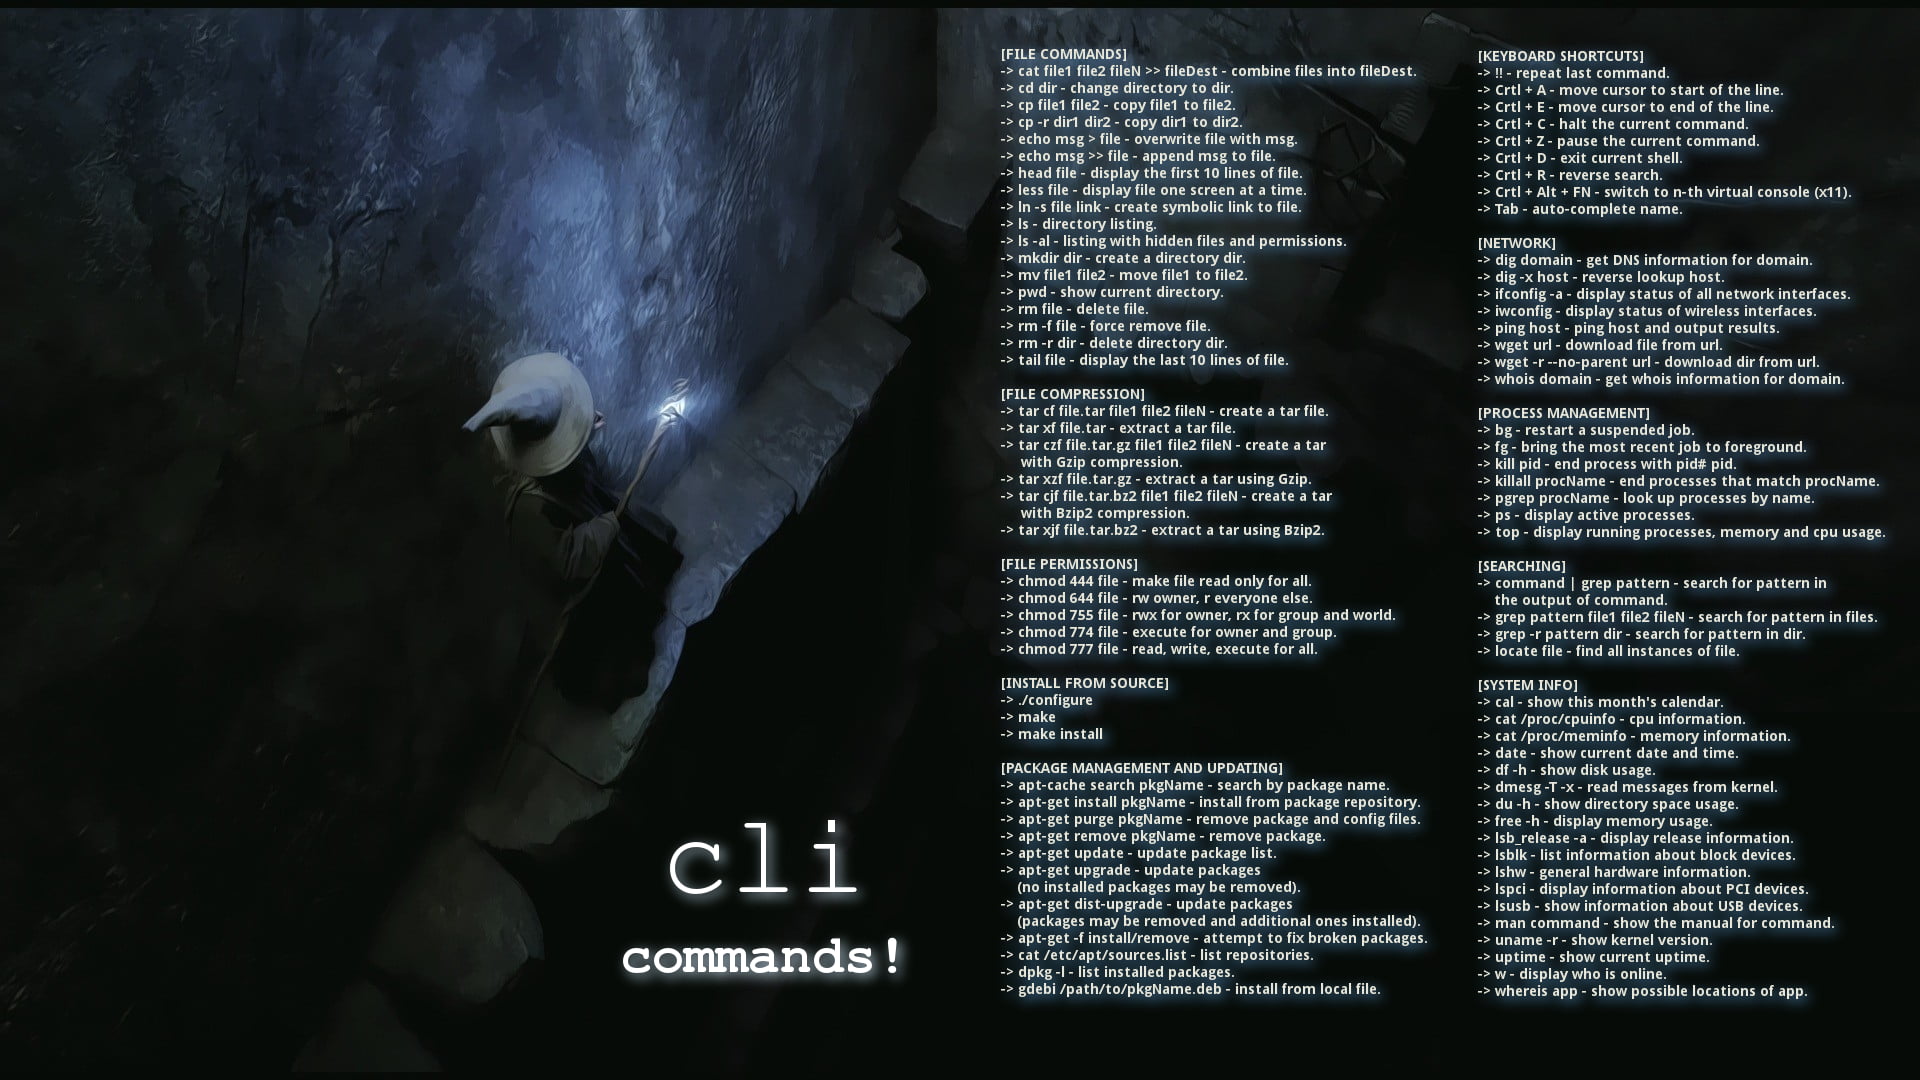 [FILE COMMANDS]
-> cat file1 file2 fileN >> fileDest - combine files into fileDest.
-> cd dir - change directory to dir.
-> cp file1 file2 - copy file1 to file2.
-> cp -r dir1 dir2 - copy dir1 to dir2.
-> echo msg > file - overwrite file with msg.
-> echo msg >> file - append msg to file.
-> head file - display the first 10 lines of file.
-> less file - display file one screen at a time.
-> ln -s file link - create symbolic link to file.
-> ls - directory listing.
-> ls -al - listing with hidden files and permissions.
-> mkdir dir - create a directory dir.
-> mv file1 file2 - move file1 to file2.
-> pwd - show current directory.
-> rm file - delete file.
-> rm -f file - force remove file.
-> rm -r dir - delete directory dir.
-> tail file - display the last 10 lines of file.
[FILE COMPRESSION]
-> tar cf file.tar file1 file2 fileN - create a tar file.
-> tar xf file.tar - extract a tar file.
-> tar czf file.tar.gz file1 file2 fileN - create a tar
with Gzip compression.
-> tar xzf file.tar.gz - extract a tar using Gzip.
-> tar cjf file.tar.bz2 file1 file2 fileN - create a tar
with Bzip2 compression.
-> tar xjf file.tar.bz2 - extract a tar using Bzip2.
[FILE PERMISSIONS]
-> chmod 444 file - make file read only for all.
-> chmod 644 file - rw owner, r everyone else.
-> chmod 755 file - rwx for owner, rx for group and world.
-> chmod 774 file - execute for owner and group.
-> chmod 777 file - read, write, execute for all.
[INSTALL FROM SOURCE]
-> ./configure
-> make
-> make install
[PACKAGE MANAGEMENT AND UPDATING]
-> apt-cache search pkgName - search by package name.
-> apt-get install pkgName - install from package repository.
-> apt-get purge pkgName - remove package and config files.
-> apt-get remove pkgName - remove package.
-> apt-get update - update package list.
-> apt-get upgrade - update packages
(no installed packages may be removed).
-> apt-get dist-upgrade - update packages
(packages may be removed and additional ones installed).
-> apt-get -f install/remove - attempt to fix broken packages.
-> cat /etc/apt/sources.list - list repositories.
-> dpkg -l - list installed packages.
-> gdebi /path/to/pkgName.deb - install from local file.
[KEYBOARD SHORTCUTS]
-> !! - repeat last command.
-> Crtl + A - move cursor to start of the line.
-> Crtl + E - move cursor to end of the line.
-> Crtl + C - halt the current command.
-> Crtl + Z - pause the current command.
-> Crtl + D - exit current shell.
-> Crtl + R - reverse search.
-> Crtl + Alt + FN - switch to n-th virtual console (x11).
-> Tab - auto-complete name.
[NETWORK]
-> dig domain - get DNS information for domain.
-> dig -x host - reverse lookup host.
-> ifconfig -a - display status of all network interfaces.
-> iwconfig - display status of wireless interfaces.
-> ping host - ping host and output results.
-> wget url - download file from url.
-> wget -r --no-parent url - download dir from url.
-> whois domain - get whois information for domain.
[PROCESS MANAGEMENT]
-> bg - restart a suspended job.
-> fg - bring the most recent job to foreground.
-> kill pid - end process with pid# pid.
-> killall procName - end processes that match procName.
-> pgrep procName - look up processes by name.
-> ps - display active processes.
-> top - display running processes, memory and cpu usage.
[SEARCHING]
-> command | grep pattern - search for pattern in
the output of command.
-> grep pattern file1 file2 fileN - search for pattern in files.
-> grep -r pattern dir - search for pattern in dir.
-> locate file - find all instances of file.
[SYSTEM INFO]
-> cal - show this month's calendar.
-> cat /proc/cpuinfo - cpu information.
-> cat /proc/meminfo - memory information.
-> date - show current date and time.
-> df -h - show disk usage.
-> dmesg -T -x - read messages from kernel.
-> du -h - show directory space usage.
-> free -h - display memory usage.
-> lsb_release -a - display release information.
-> lsblk - list information about block devices.
-> lshw - general hardware information.
-> lspci - display information about PCI devices.
-> lsusb - show information about USB devices.
-> man command - show the manual for command.
-> uname -r - show kernel version.
-> uptime - show current uptime.
-> w - display who is online.
-> whereis app - show possible locations of app.
cli
commands!